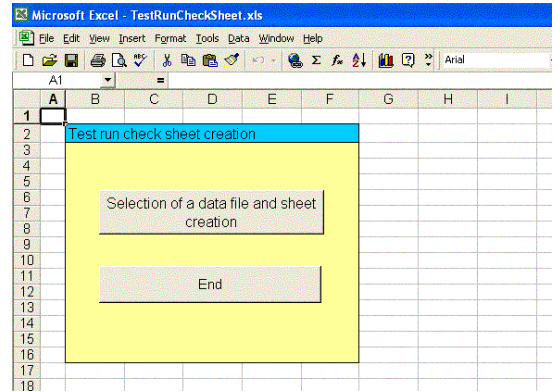 Microsoft Excel - TestRunCheckSheet.xls
File Edit View Insert Format Tools Data Window Help
Σ fx Arial
A1 =
A B C D E F G H I
1
2 Test run check sheet creation
3
4
5
6 Selection of a data file and sheet
7 creation
8
9
10
11 End
12
13
14
15
16
17
18